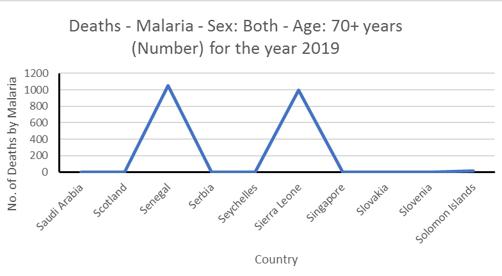 Deaths - Malaria - Sex: Both - Age: 70+ years
(Number) for the year 2019
No. of Deaths by Malaria
1200
1000
800
600
400
200
0
Saudi Arabia
Scotland
Senegal
Serbia
Seychelles
Sierra Leone
Singapore
Slovakia
Slovenia
Solomon Islands
Country